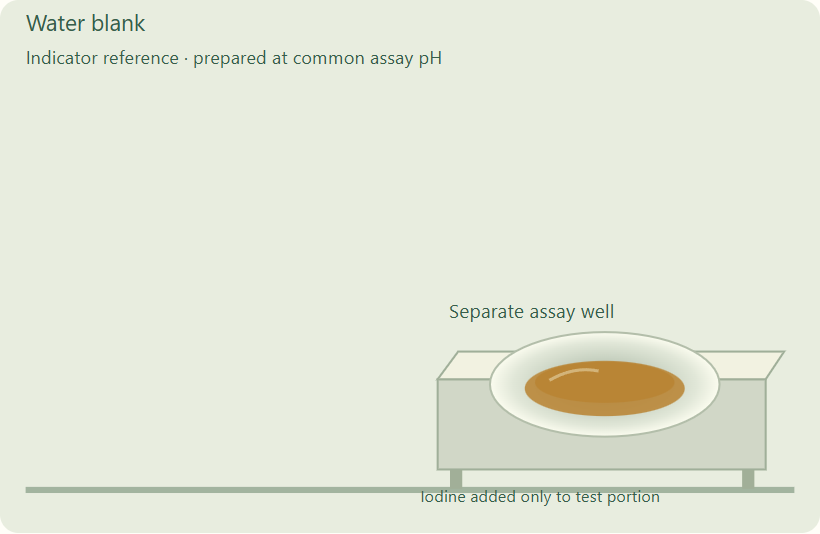 Water blank
Indicator reference · prepared at common assay pH
Separate assay well
Iodine added only to test portion